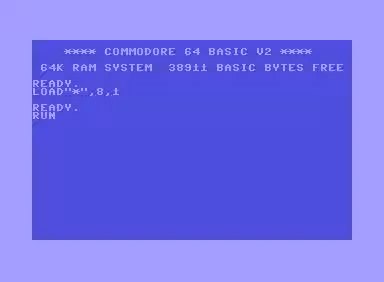 **** COMMODORE 64 BASIC V2 ****
64K RAM SYSTEM  38911 BASIC BYTES FREE
READY.
LOAD"*",8,1
READY.
RUN